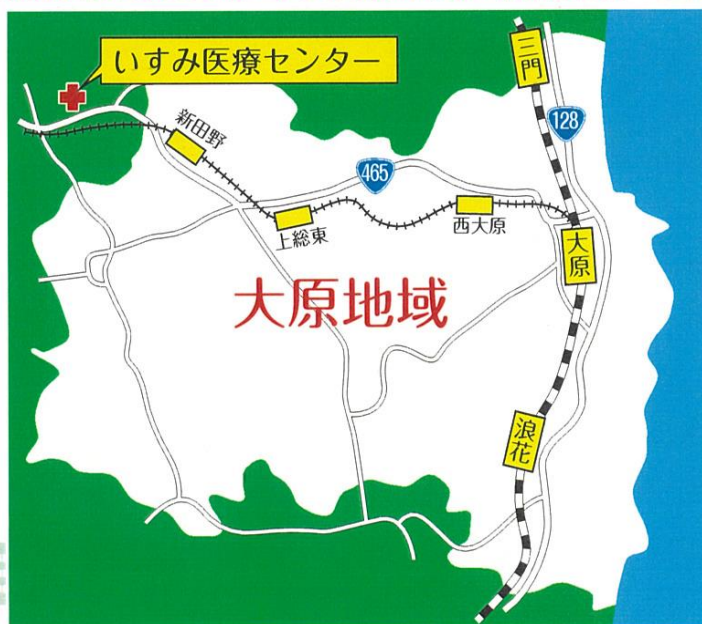 いすみ医療センター
三門
128
新田野
465
上総東
西大原
大原
大原地域
浪花